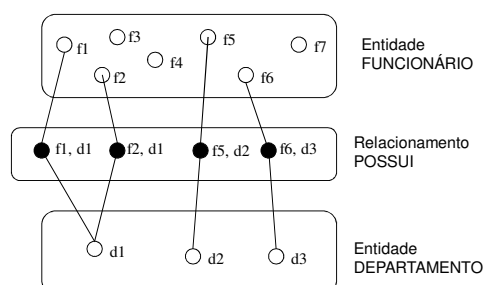 f1
f3
f5
f7
f2
f4
f6
Entidade
FUNCIONÁRIO
f1, d1
f2, d1
f5, d2
f6, d3
Relacionamento
POSSUI
d1
d2
d3
Entidade
DEPARTAMENTO